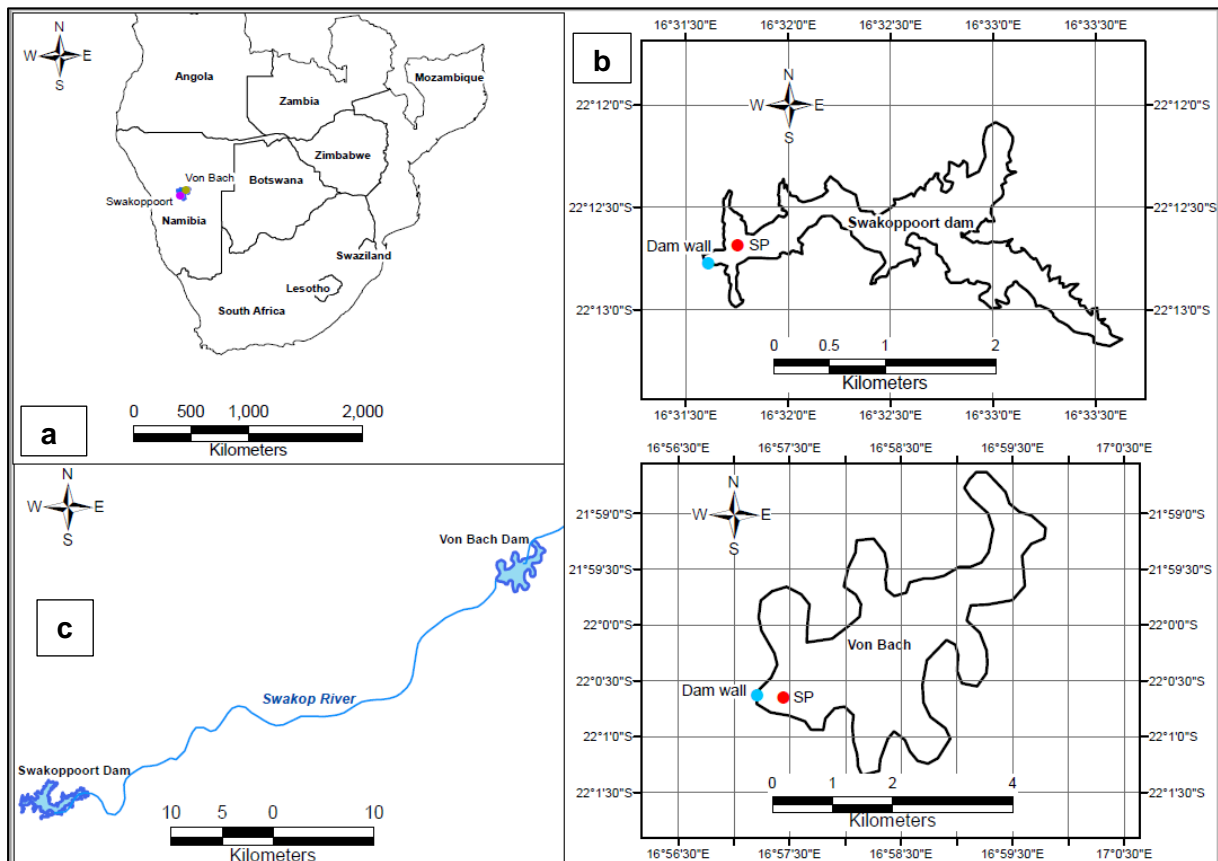 N
W E
S
Angola
Zambia
Mozambique
Zimbabwe
Von Bach
Botswana
Swakoppoort
Namibia
Swaziland
Lesotho
South Africa
0 500 1,000 2,000
Kilometers
a
b
16°31'30"E 16°32'0"E 16°32'30"E 16°33'0"E 16°33'30"E
N
W E
S
22°12'0"S 22°12'0"S
22°12'30"S 22°12'30"S
Swakoppoort dam
Dam wall SP
22°13'0"S 22°13'0"S
0 0.5 1 2
Kilometers
16°31'30"E 16°32'0"E 16°32'30"E 16°33'0"E 16°33'30"E
N
W E
S
Von Bach Dam
c
Swakop River
Swakoppoort Dam
10 5 0 10
Kilometers
16°56'30"E 16°57'30"E 16°58'30"E 16°59'30"E 17°0'30"E
N
W E
S
21°59'0"S 21°59'0"S
21°59'30"S 21°59'30"S
22°0'0"S 22°0'0"S
Von Bach
22°0'30"S 22°0'30"S
Dam wall SP
22°1'0"S 22°1'0"S
0 1 2 4
22°1'30"S 22°1'30"S
Kilometers
16°56'30"E 16°57'30"E 16°58'30"E 16°59'30"E 17°0'30"E